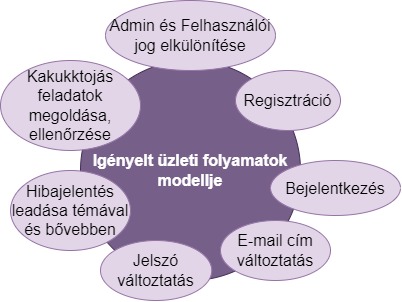 Admin és Felhasználói
jog elkülönítése
Kakukktojás
feladatok
megoldása,
ellenőrzése
Regisztráció
Igényelt üzleti folyamatok
modellje
Hibajelentés
leadása témával
és bővebben
Bejelentkezés
E-mail cím
változtatás
Jelszó
változtatás